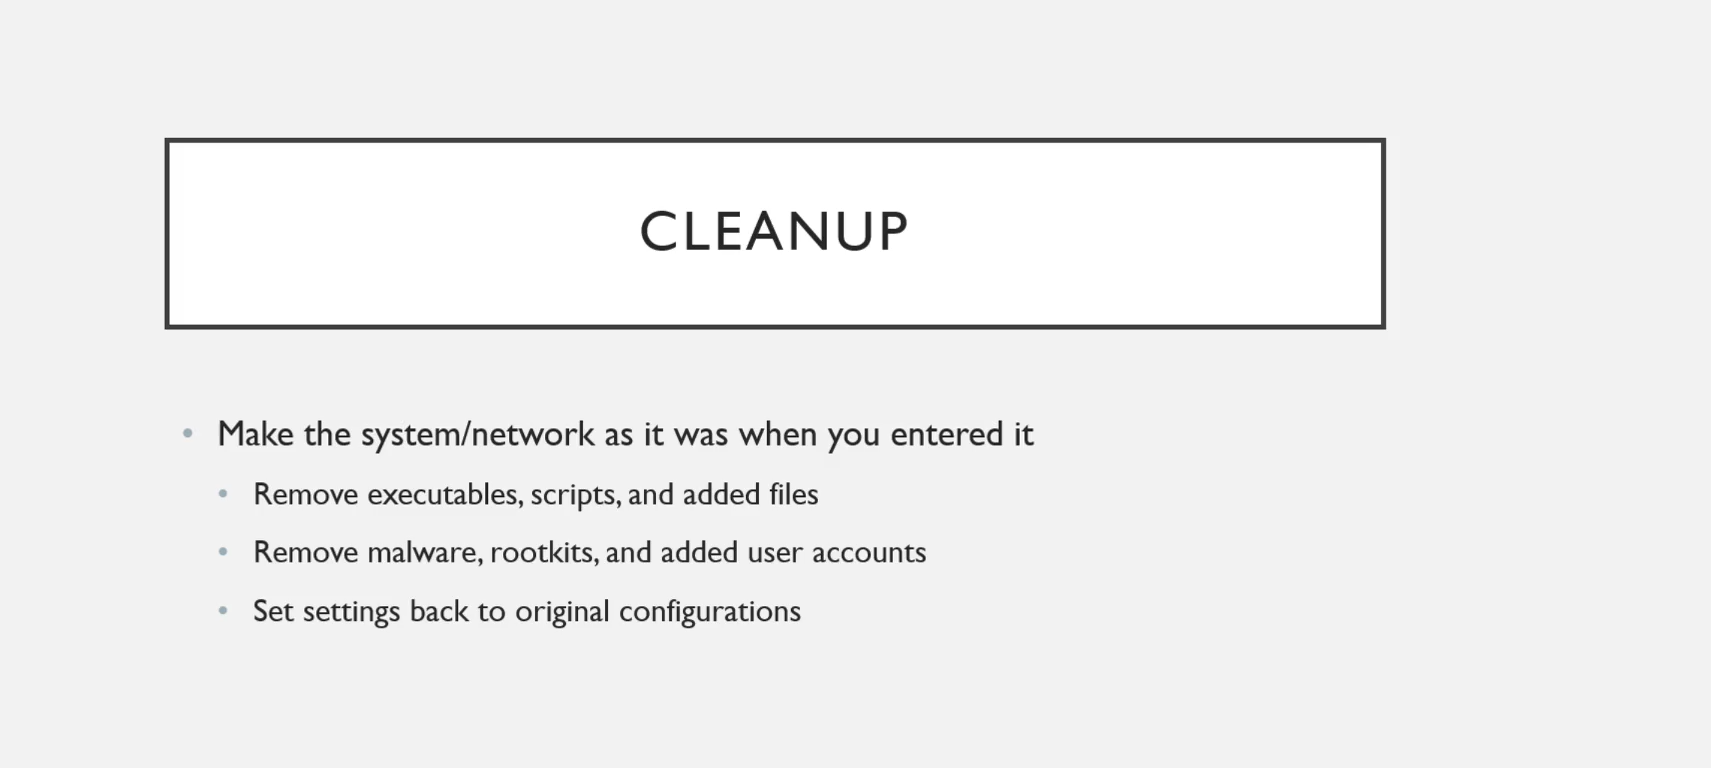 CLEANUP
• Make the system/network as it was when you entered it
• Remove executables, scripts, and added files
• Remove malware, rootkits, and added user accounts
• Set settings back to original configurations